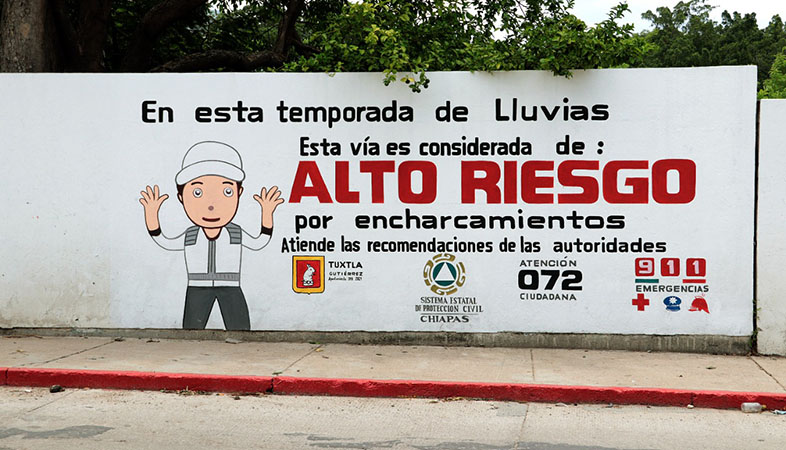 En esta temporada de Lluvias
Esta vía es considerada de :
ALTO RIESGO
por encharcamientos
Atiende las recomendaciones de las autoridades
TUXTLA
GUTIÉRREZ
SISTEMA ESTATAL
DE PROTECCIÓN CIVIL
CHIAPAS
ATENCIÓN
072
CIUDADANA
911
EMERGENCIAS